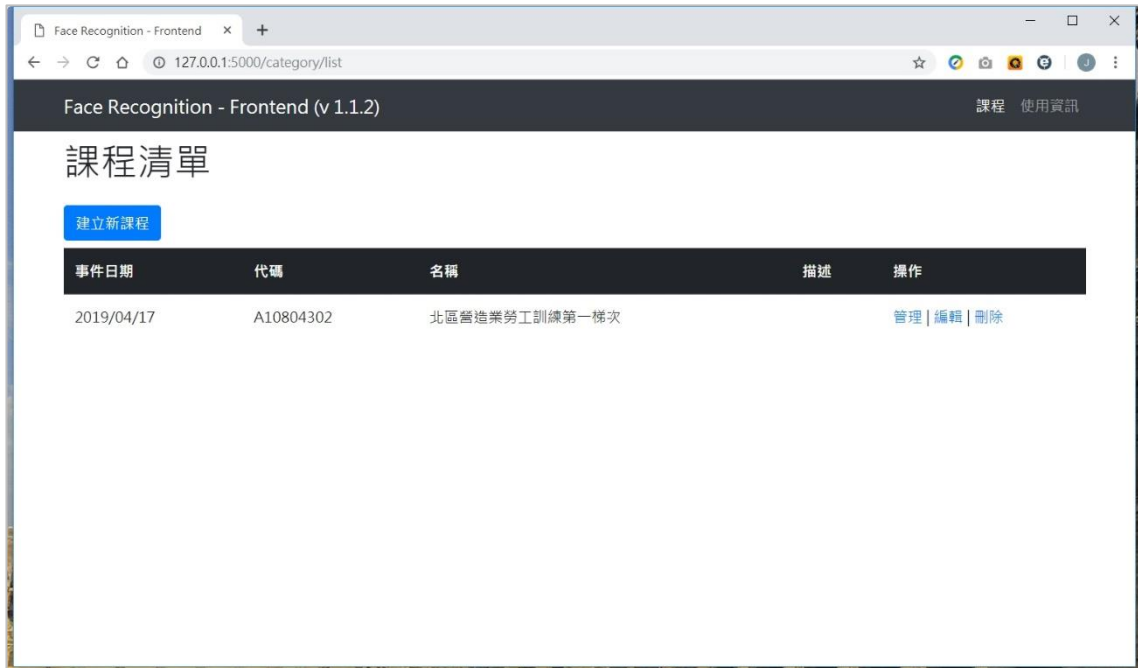 Face Recognition - Frontend
127.0.0.1:5000/category/list
J
Face Recognition - Frontend (v 1.1.2) 課程 使用資訊
課程清單
建立新課程
事件日期 代碼 名稱 描述 操作
2019/04/17 A10804302 北區營造業勞工訓練第一梯次 管理 | 編輯 | 刪除